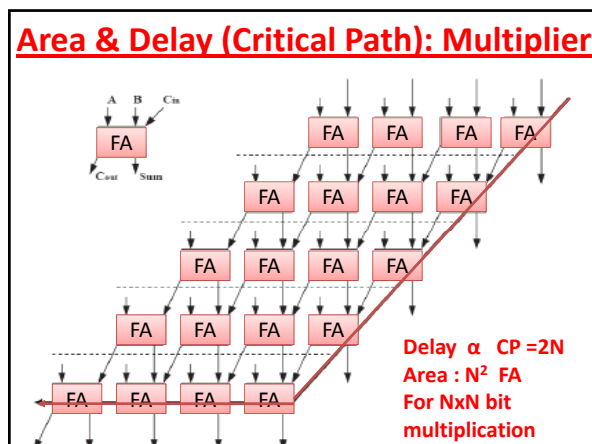 Area & Delay (Critical Path): Multiplier
A B Cin
FA
Cout Sum
FA FA FA FA
FA FA FA FA
FA FA FA FA
FA FA FA FA
FA FA FA FA
Delay α CP =2N
Area : N² FA
For NxN bit
multiplication